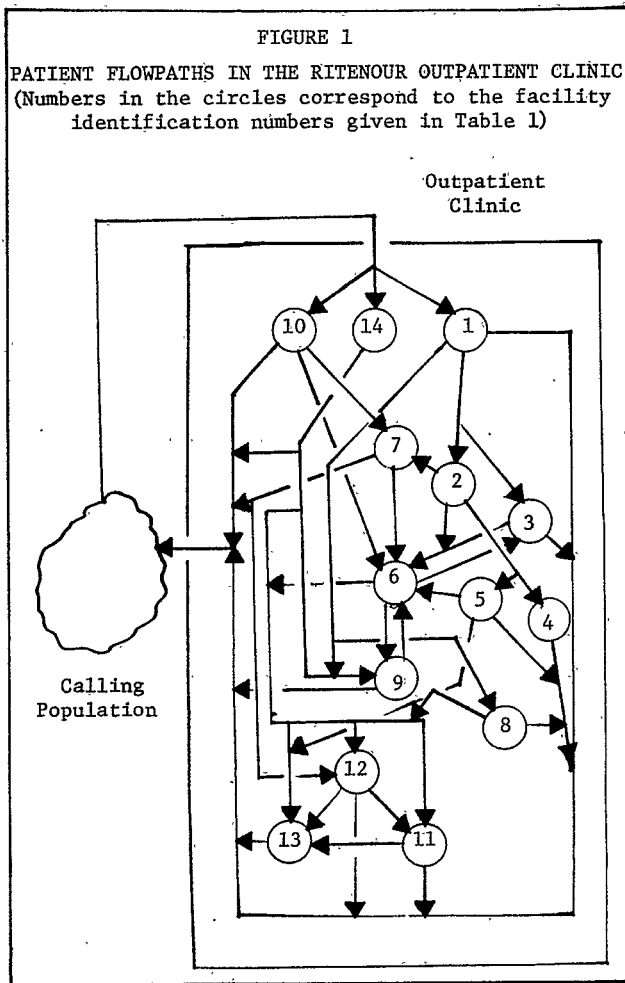 FIGURE 1
PATIENT FLOWPATHS IN THE RITENOUR OUTPATIENT CLINIC
(Numbers in the circles correspond to the facility
identification numbers given in Table 1)
Outpatient
Clinic
10
14
1
7
2
3
6
5
4
9
Calling
Population
8
12
13
11